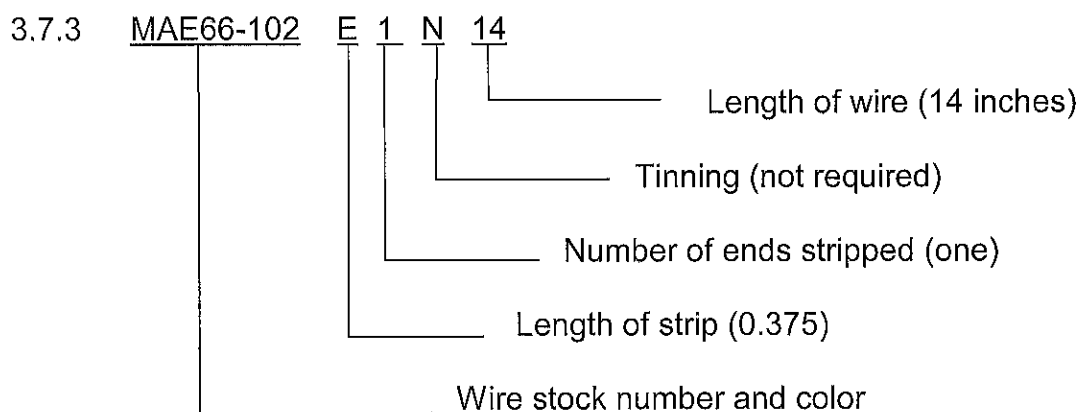 3.7.3 MAE66-102 E 1 N 14
Length of wire (14 inches)
Tinning (not required)
Number of ends stripped (one)
Length of strip (0.375)
Wire stock number and color